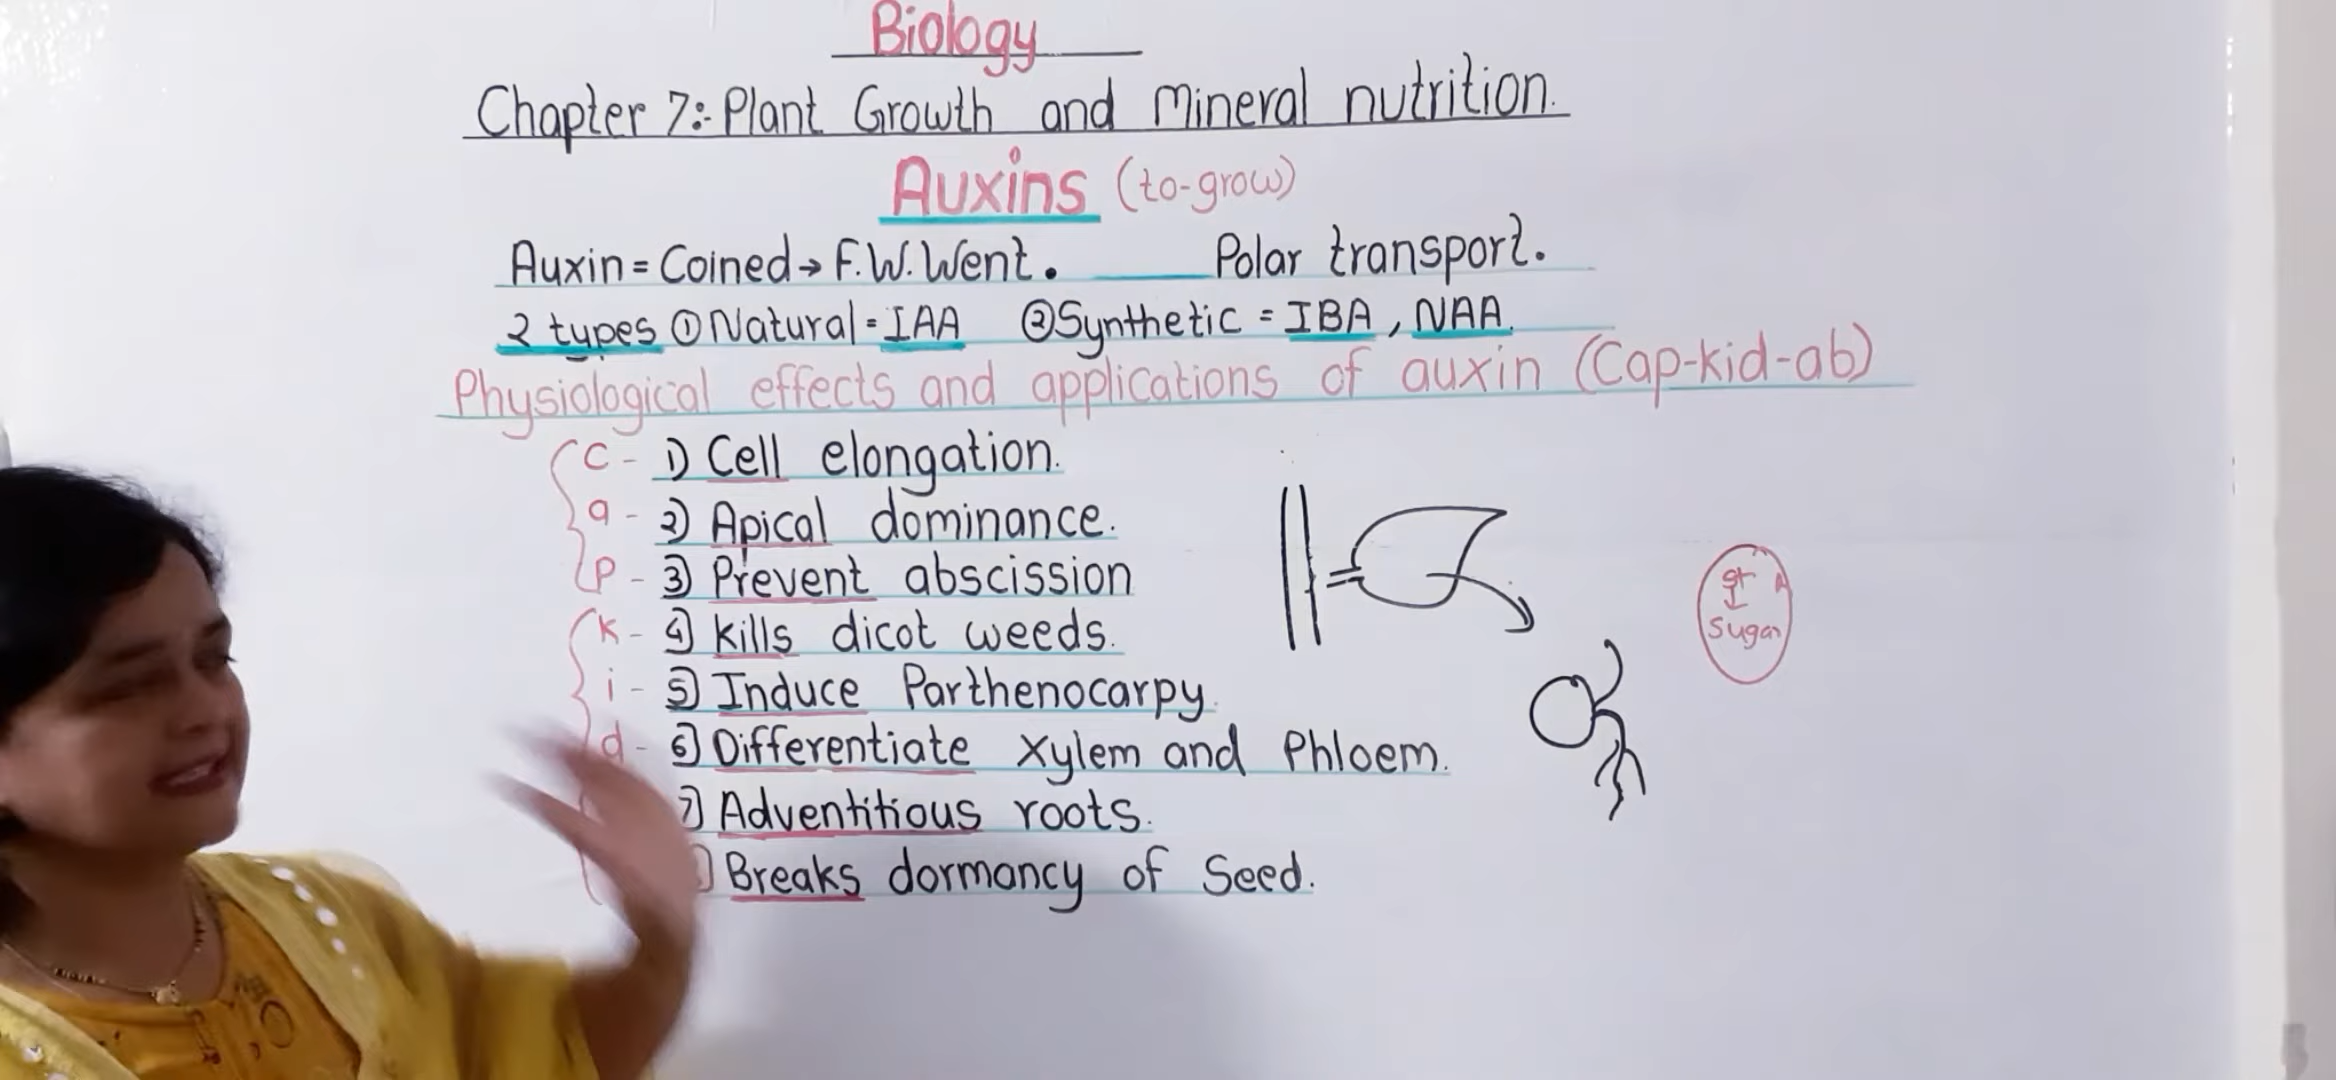 Biology
Chapter 7:- Plant Growth and Mineral nutrition.
Auxins (to-grow)
Auxin = Coined → F.W.Went. Polar transport.
2 types ① Natural = IAA ② Synthetic = IBA, NAA.
Physiological effects and applications of auxin (Cap-kid-ab)
C - 1) Cell elongation.
a - 2) Apical dominance.
P - 3) Prevent abscission
k - 4) kills dicot weeds.
i - 5) Induce Parthenocarpy.
d - 6) Differentiate Xylem and Phloem.
7) Adventitious roots.
) Breaks dormancy of Seed.
st A
Sugar